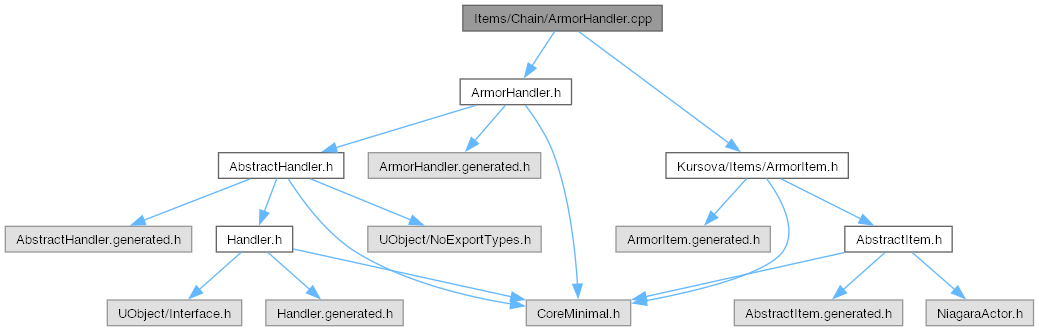 Items/Chain/ArmorHandler.cpp
ArmorHandler.h
AbstractHandler.h
ArmorHandler.generated.h
Kursova/Items/ArmorItem.h
AbstractHandler.generated.h
Handler.h
UObject/NoExportTypes.h
ArmorItem.generated.h
AbstractItem.h
UObject/Interface.h
Handler.generated.h
CoreMinimal.h
AbstractItem.generated.h
NiagaraActor.h